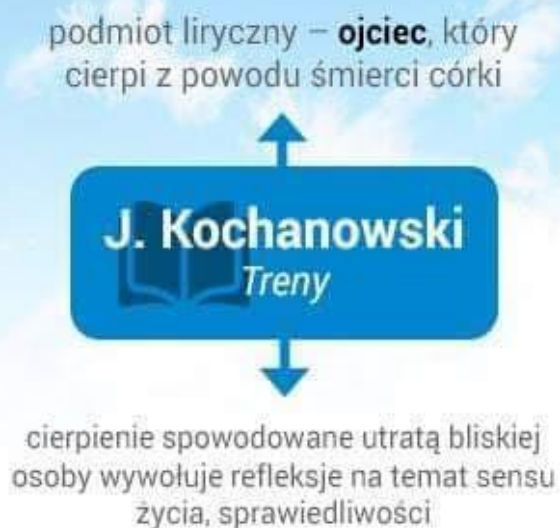 podmiot liryczny – ojciec, który
cierpi z powodu śmierci córki
J. Kochanowski
Treny
cierpienie spowodowane utratą bliskiej
osoby wywołuje refleksje na temat sensu
życia, sprawiedliwości